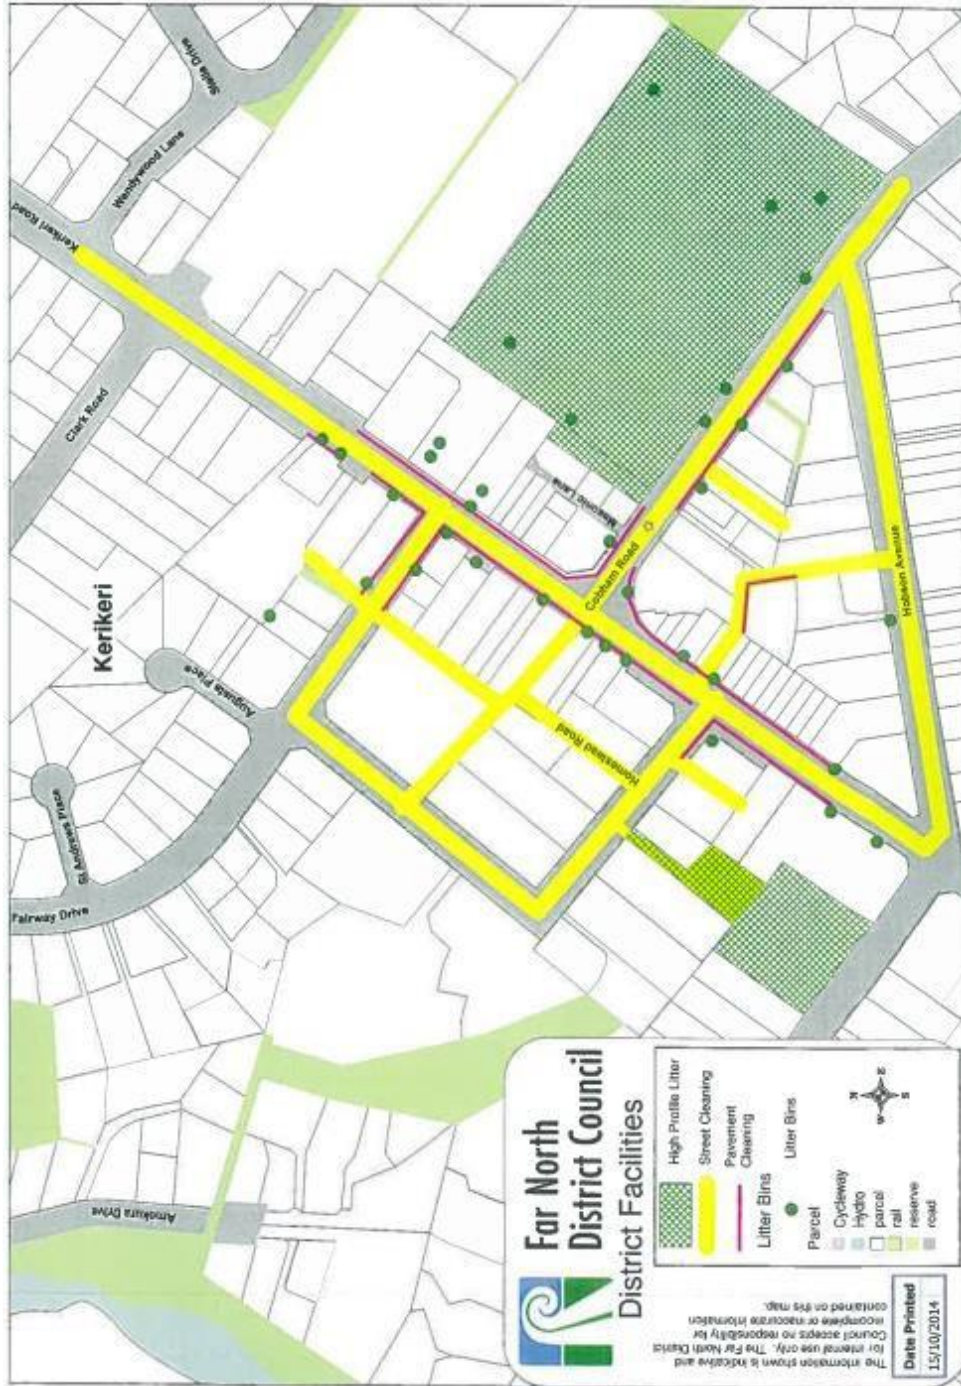 Stella Drive
Wendywood Lane
Kerikeri Road
Clark Road
Kerikeri
Augusta Place
St Andrews Place
Fairway Drive
Amokura Drive
Masonic Lane
Cobham Road
Homestead Road
Hobson Avenue
Far North
District Council
District Facilities
High Profile Litter
Street Cleaning
Pavement
Cleaning
Litter Bins
Litter Bins
Parcel
Cycleway
Hydro
parcel
rail
reserve
road
N
E
S
W
The information shown is indicative and
for internal use only. The Far North District
Council accepts no responsibility for
incomplete or inaccurate information
contained on this map.
Date Printed
15/10/2014